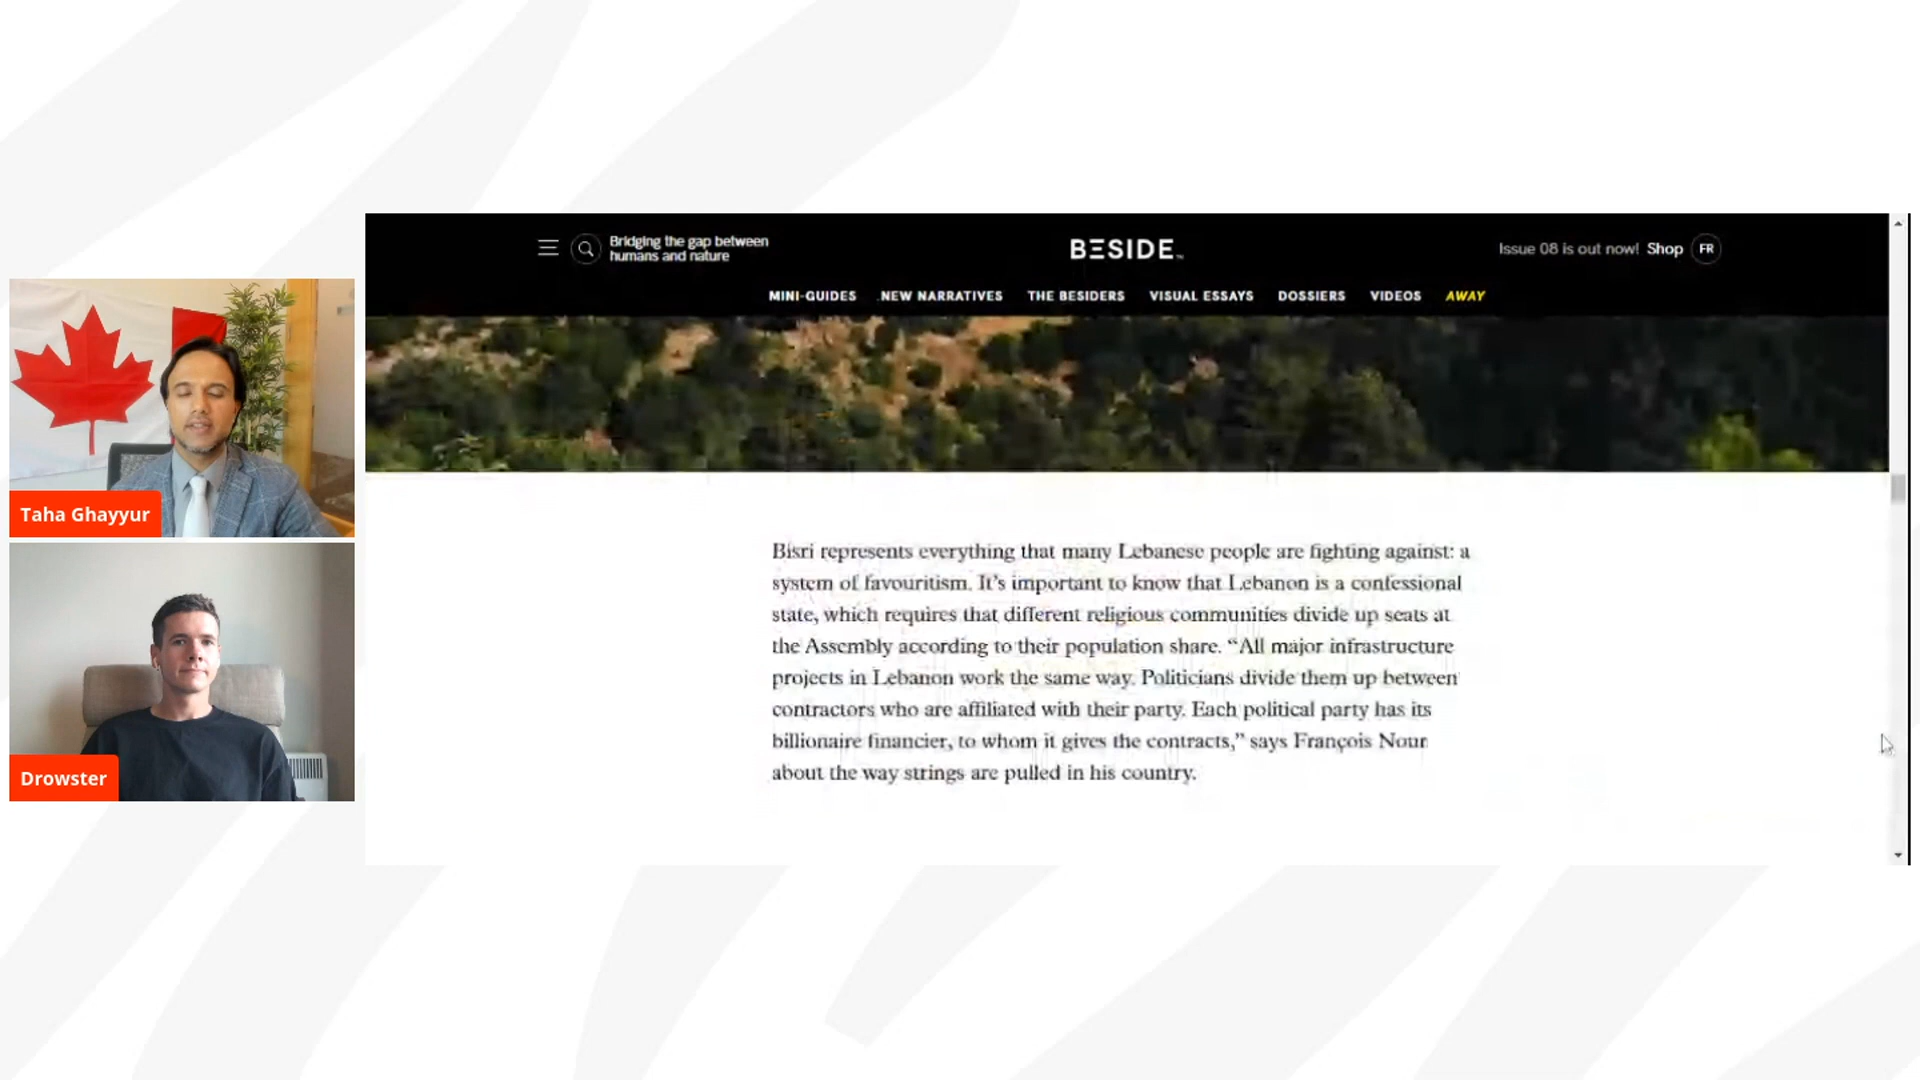 Bridging the gap between
humans and nature
BESIDE
Issue 08 is out now! Shop FR
MINI-GUIDES NEW NARRATIVES THE BESIDERS VISUAL ESSAYS DOSSIERS VIDEOS AWAY
Taha Ghayyur
Drowster
Bisri represents everything that many Lebanese people are fighting against: a
system of favouritism. It's important to know that Lebanon is a confessional
state, which requires that different religious communities divide up seats at
the Assembly according to their population share. “All major infrastructure
projects in Lebanon work the same way. Politicians divide them up between
contractors who are affiliated with their party. Each political party has its
billionaire financier, to whom it gives the contracts,” says François Nour
about the way strings are pulled in his country.